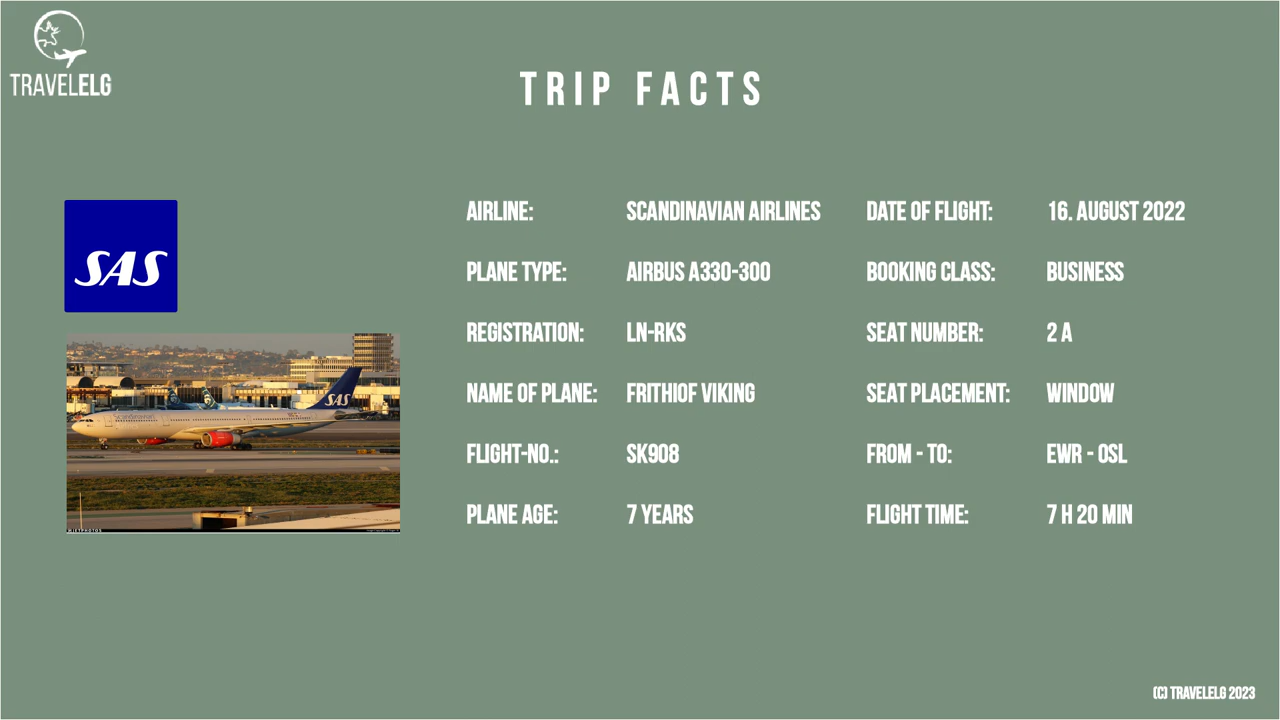 TRAVELELG
TRIP FACTS
SAS
AIRLINE: SCANDINAVIAN AIRLINES DATE OF FLIGHT: 16. AUGUST 2022
PLANE TYPE: AIRBUS A330-300 BOOKING CLASS: BUSINESS
REGISTRATION: LN-RKS SEAT NUMBER: 2 A
NAME OF PLANE: FRITHIOF VIKING SEAT PLACEMENT: WINDOW
FLIGHT-NO.: SK908 FROM - TO: EWR - OSL
PLANE AGE: 7 YEARS FLIGHT TIME: 7 H 20 MIN
Scandinavian
SAS
(C) TRAVELELG 2023